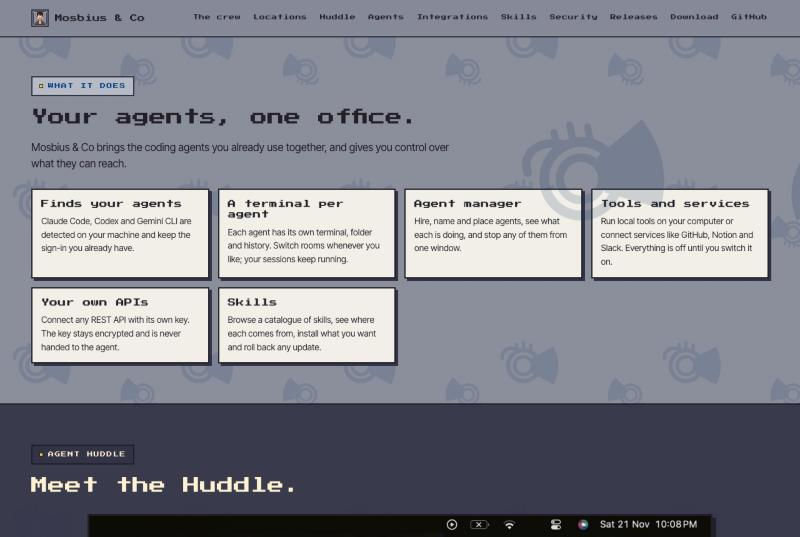 Mosbius & Co
The crew Locations Huddle Agents Integrations Skills Security Releases Download GitHub
WHAT IT DOES
Your agents, one office.
Mosbius & Co brings the coding agents you already use together, and gives you control over
what they can reach.
Finds your agents
Claude Code, Codex and Gemini CLI are
detected on your machine and keep the
sign-in you already have.
A terminal per
agent
Each agent has its own terminal, folder
and history. Switch rooms whenever you
like; your sessions keep running.
Agent manager
Hire, name and place agents, see what
each is doing, and stop any of them from
one window.
Tools and services
Run local tools on your computer or
connect services like GitHub, Notion and
Slack. Everything is off until you switch it
on.
Your own APIs
Connect any REST API with its own key.
The key stays encrypted and is never
handed to the agent.
Skills
Browse a catalogue of skills, see where
each comes from, install what you want
and roll back any update.
AGENT HUDDLE
Meet the Huddle.
Sat 21 Nov 10:08 PM